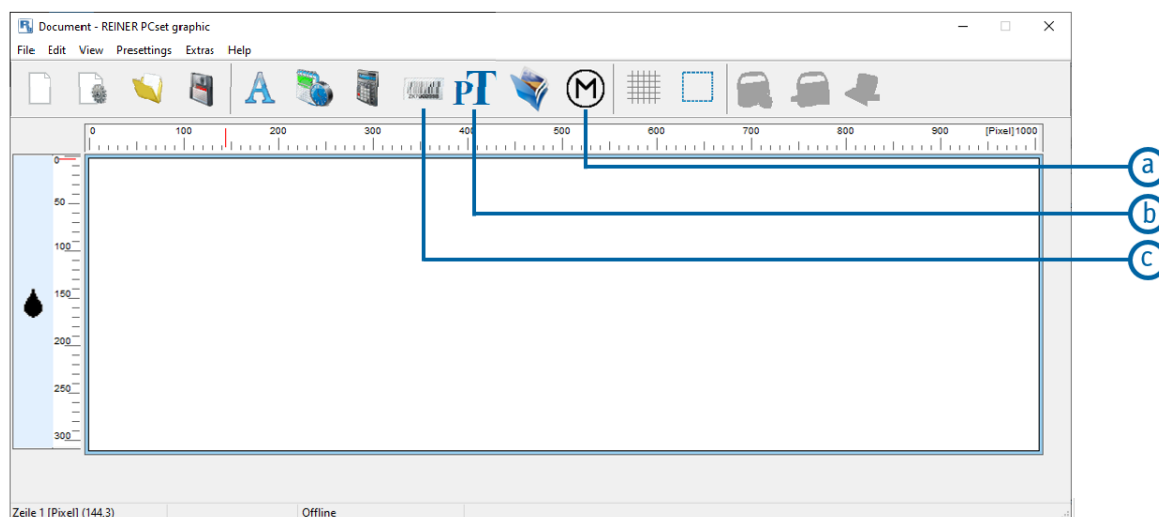 Document - REINER PCset graphic
File Edit View Presettings Extras Help
A PT M
0 100 200 300 400 500 600 700 800 900 [Pixel] 1000
0
50
100
150
200
250
300
a
b
c
Zeile 1 [Pixel] (144,3) Offline